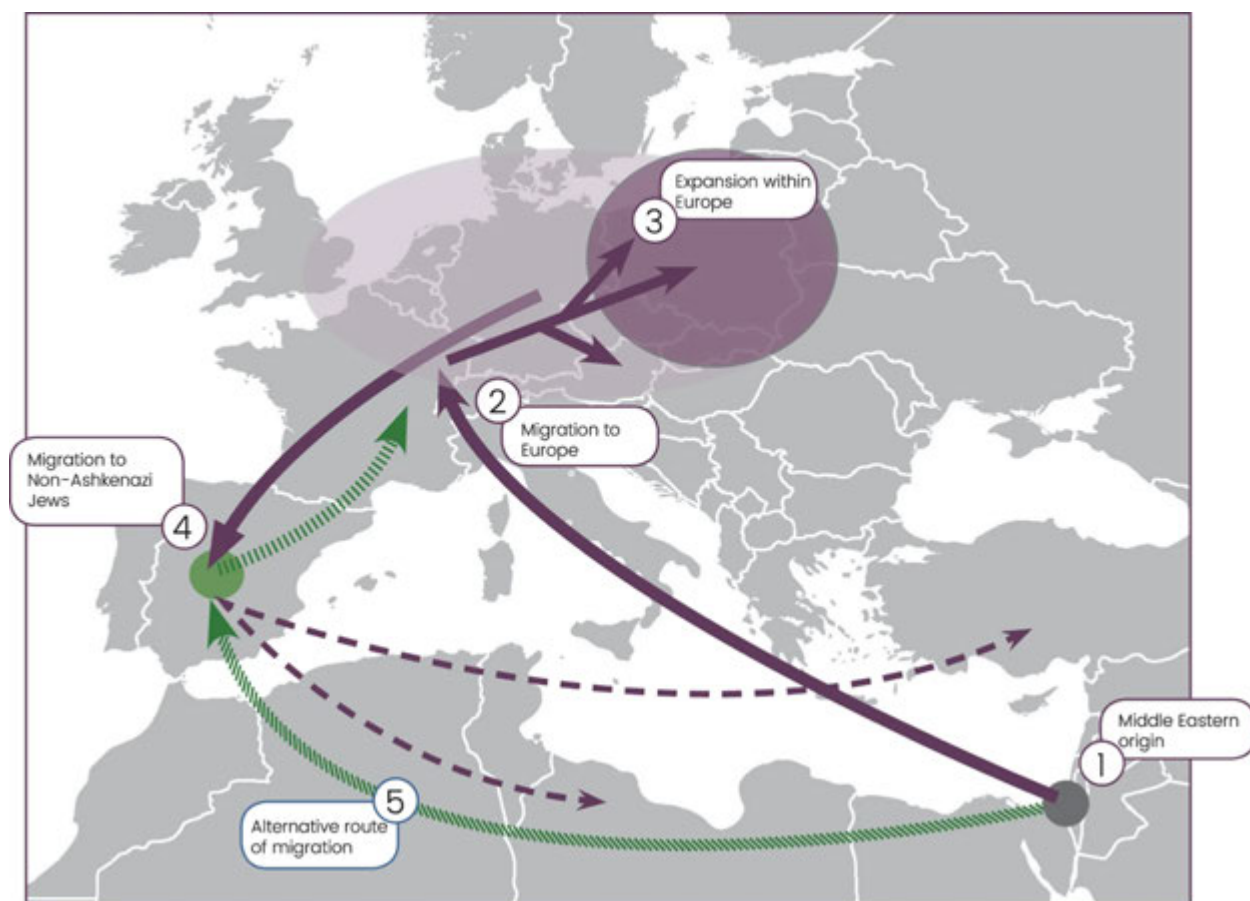 3
Expansion within
Europe
2
Migration to
Europe
Migration to
Non-Ashkenazi
Jews
4
Middle Eastern
origin
1
5
Alternative route
of migration